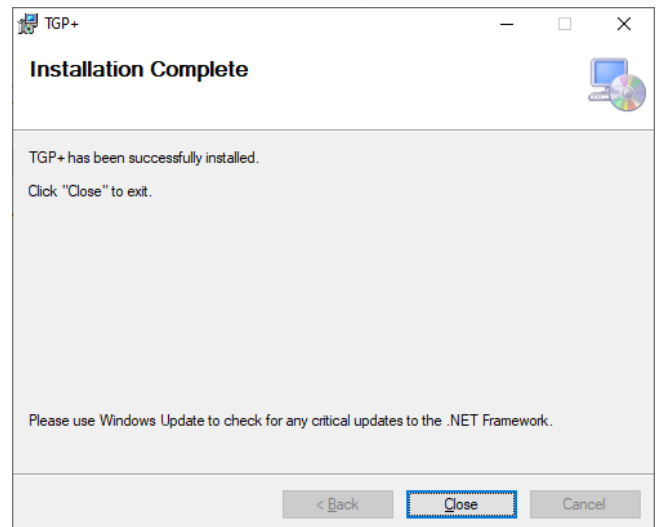 TGP+
Installation Complete
TGP+ has been successfully installed.
Click "Close" to exit.
Please use Windows Update to check for any critical updates to the .NET Framework.
< Back
Close
Cancel